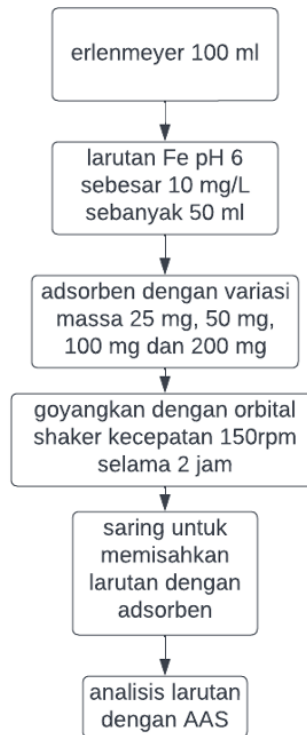 erlenmeyer 100 ml
larutan Fe pH 6
sebesar 10 mg/L
sebanyak 50 ml
adsorben dengan variasi
massa 25 mg, 50 mg,
100 mg dan 200 mg
goyangkan dengan orbital
shaker kecepatan 150rpm
selama 2 jam
saring untuk
memisahkan
larutan dengan
adsorben
analisis larutan
dengan AAS